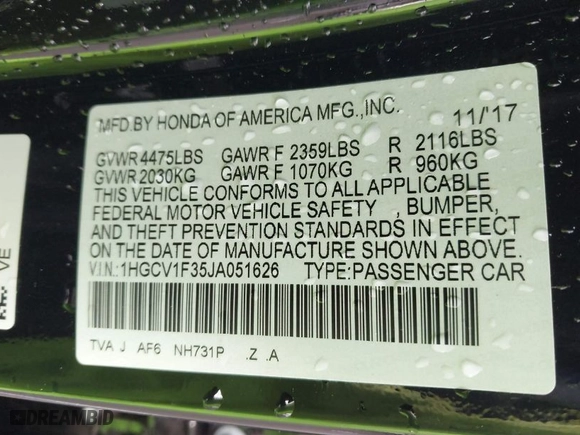 MFD.BY HONDA OF AMERICA MFG.,INC. 11/'17
GVWR 4475LBS GAWR F 2359LBS R 2116LBS
GVWR 2030KG GAWR F 1070KG R 960KG
THIS VEHICLE CONFORMS TO ALL APPLICABLE
FEDERAL MOTOR VEHICLE SAFETY , BUMPER,
AND THEFT PREVENTION STANDARDS IN EFFECT
ON THE DATE OF MANUFACTURE SHOWN ABOVE.
V.I.N.:1HGCV1F35JA051626 TYPE:PASSENGER CAR
TVA J AF6 NH731P .Z .A
VE
DREAMBID